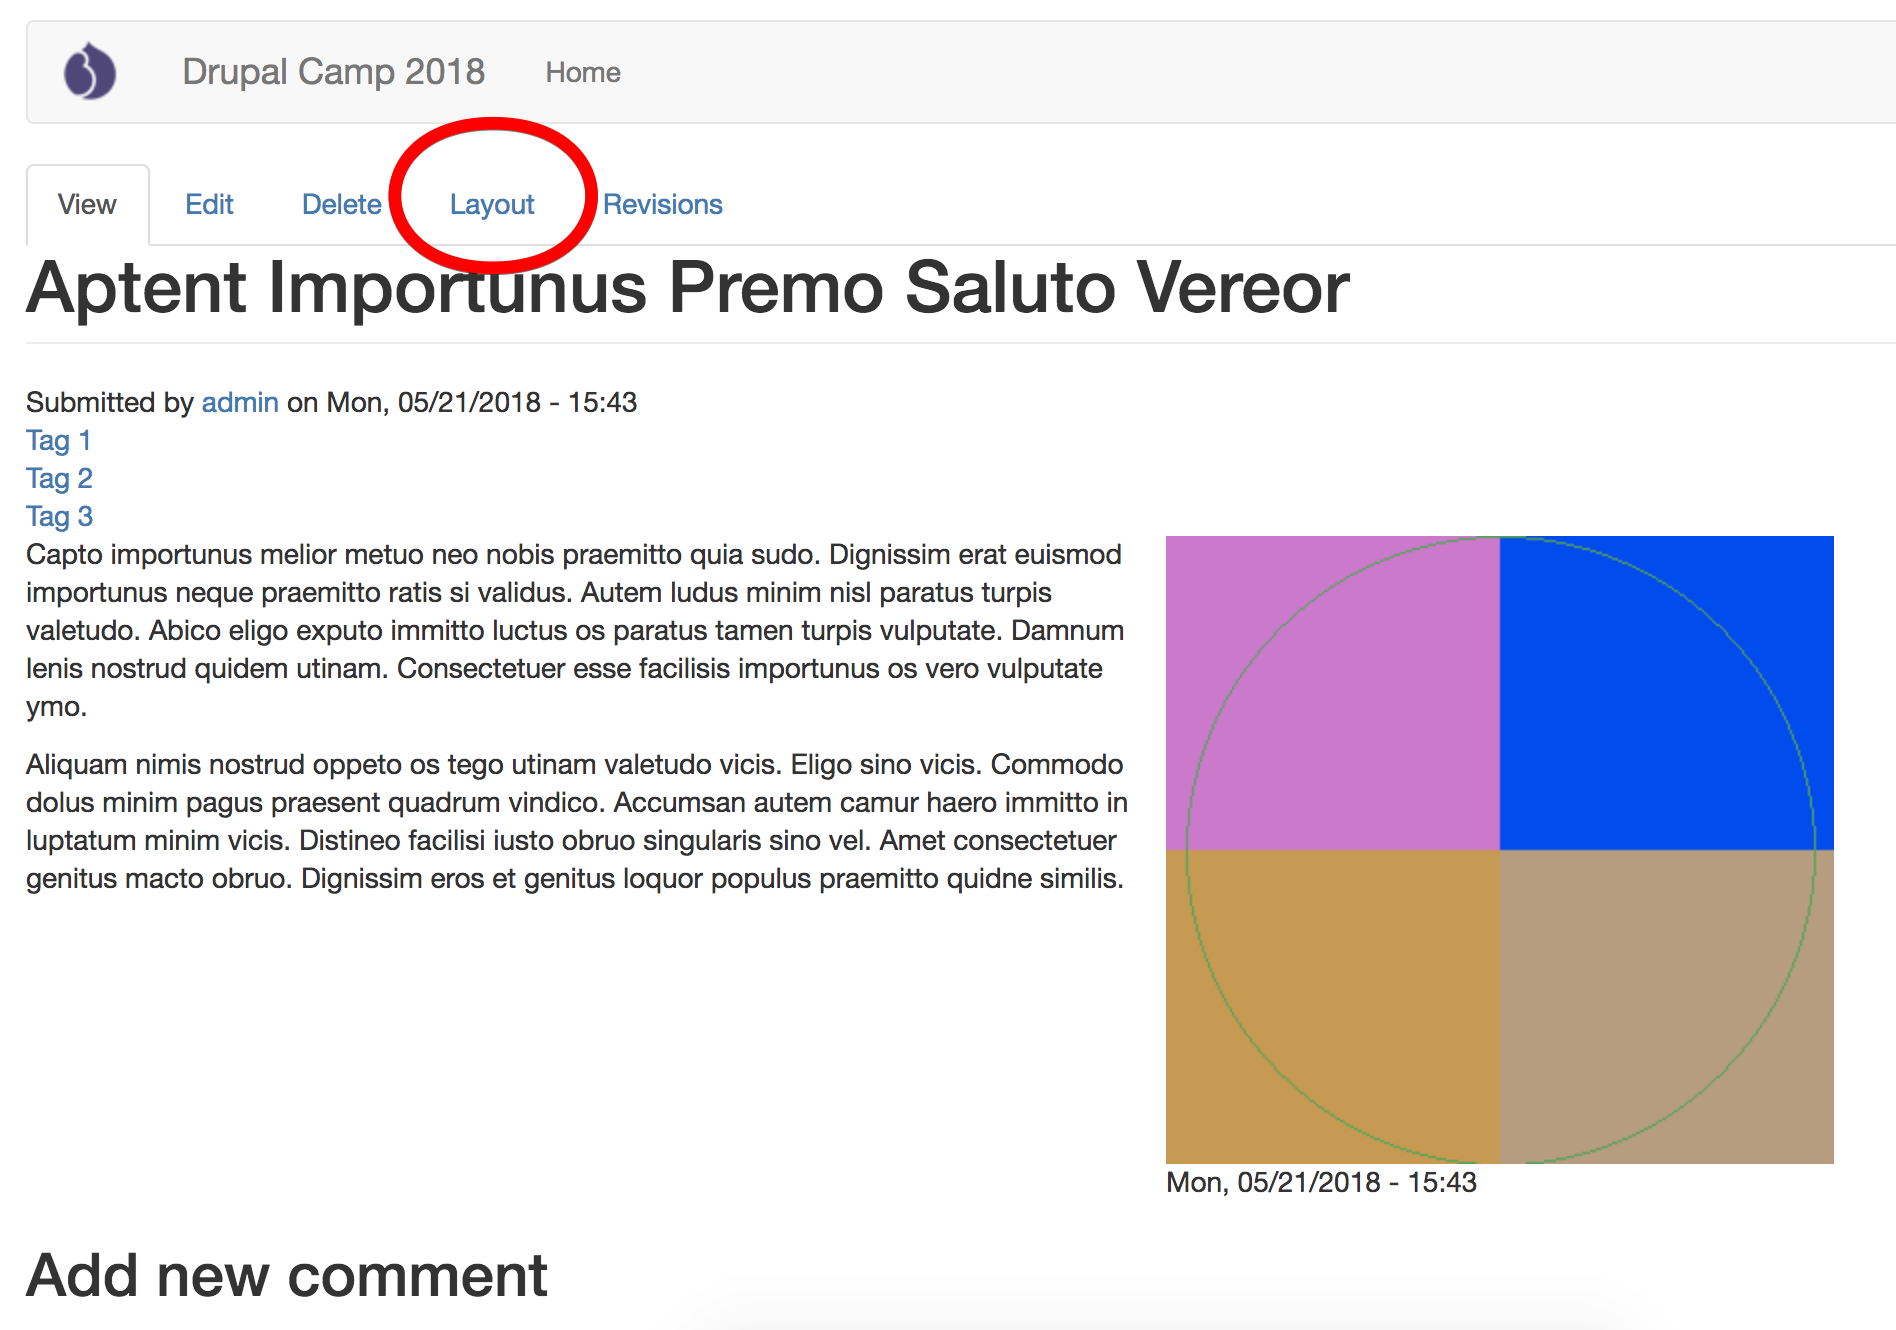 Drupal Camp 2018 Home
View Edit Delete Layout Revisions
Aptent Importunus Premo Saluto Vereor
Submitted by admin on Mon, 05/21/2018 - 15:43
Tag 1
Tag 2
Tag 3
Capto importunus melior metuo neo nobis praemitto quia sudo. Dignissim erat euismod
importunus neque praemitto ratis si validus. Autem ludus minim nisl paratus turpis
valetudo. Abico eligo exputo immitto luctus os paratus tamen turpis vulputate. Damnum
lenis nostrud quidem utinam. Consectetuer esse facilisis importunus os vero vulputate
ymo.
Aliquam nimis nostrud oppeto os tego utinam valetudo vicis. Eligo sino vicis. Commodo
dolus minim pagus praesent quadrum vindico. Accumsan autem camur haero immitto in
luptatum minim vicis. Distineo facilisi iusto obruo singularis sino vel. Amet consectetuer
genitus macto obruo. Dignissim eros et genitus loquor populus praemitto quidne similis.
Mon, 05/21/2018 - 15:43
Add new comment